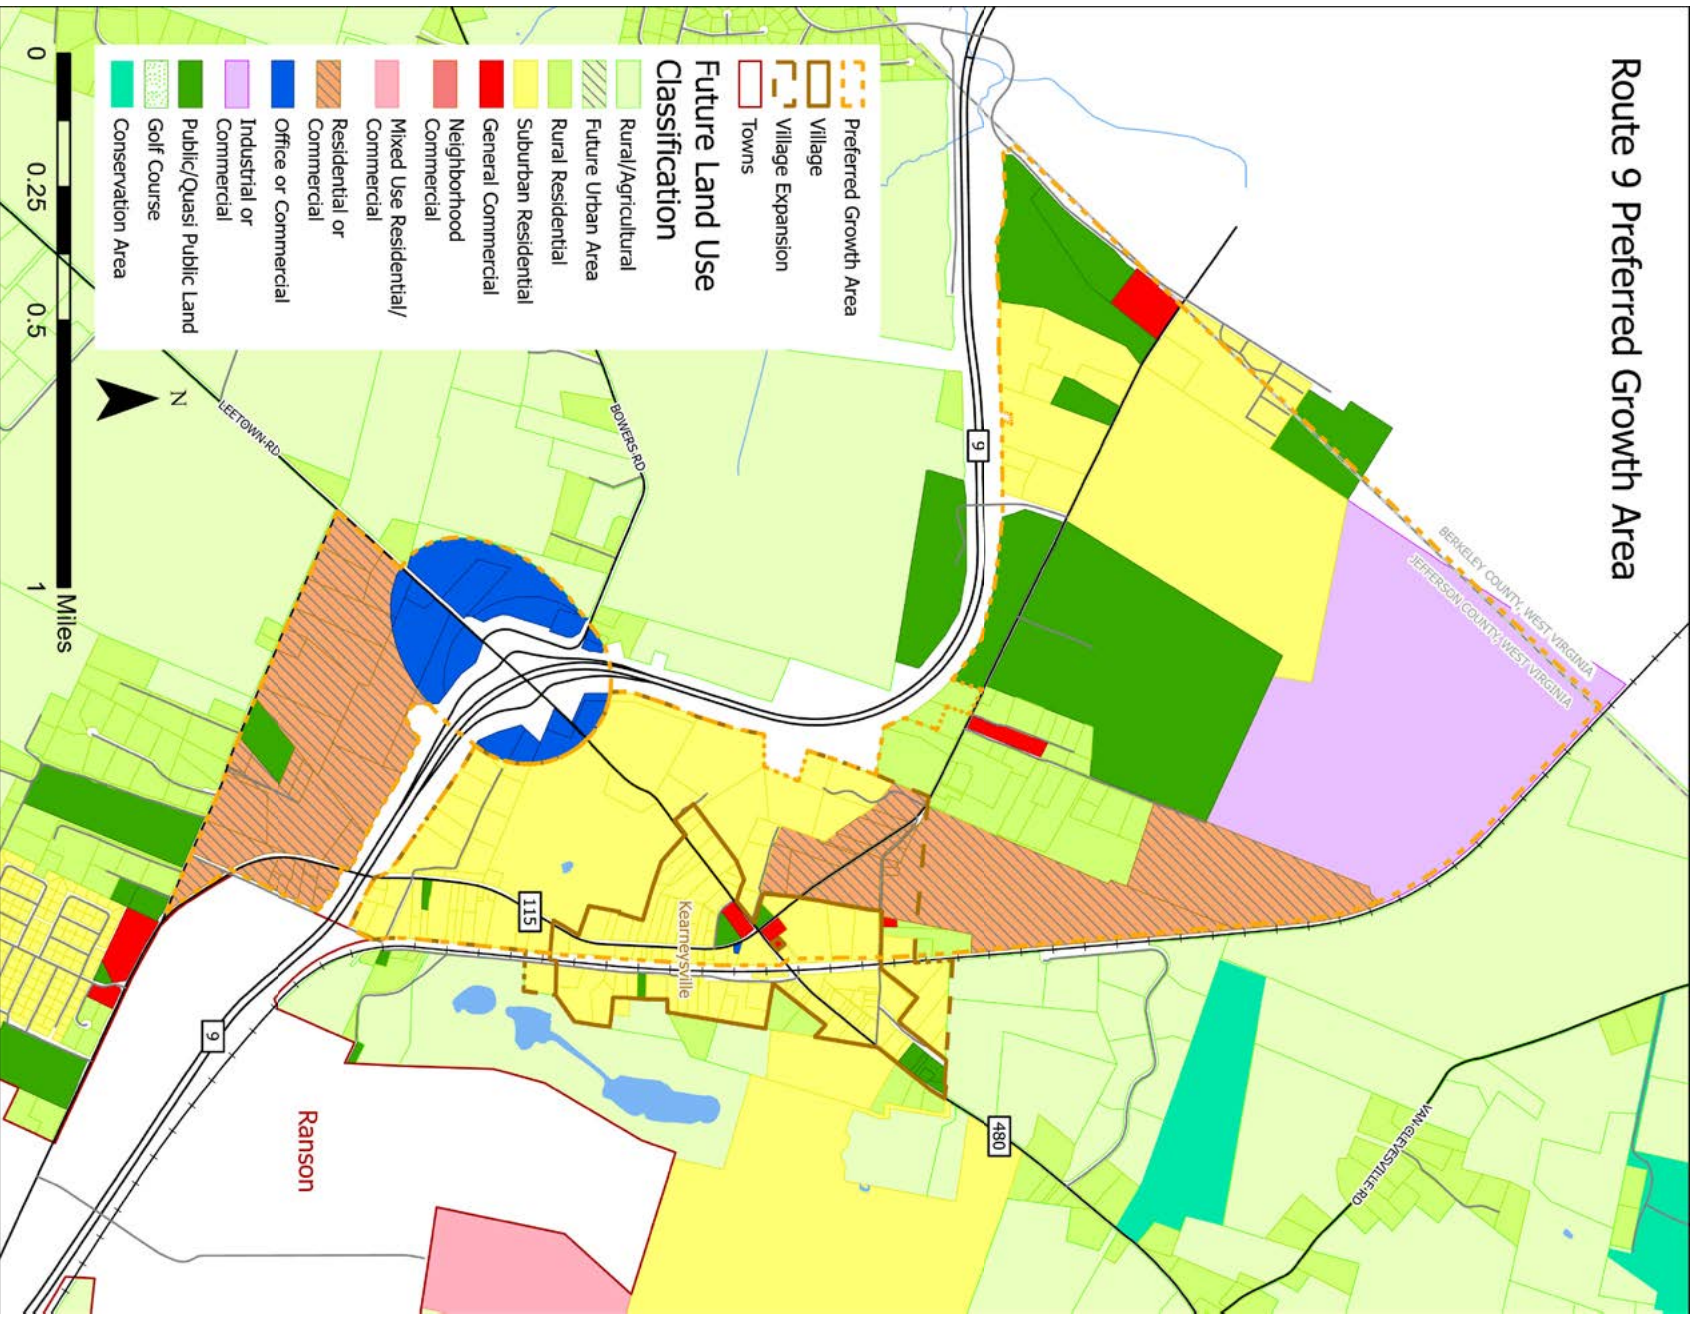 Route 9 Preferred Growth Area
Preferred Growth Area
Village
Village Expansion
Towns
Future Land Use
Classification
Rural/Agricultural
Future Urban Area
Rural Residential
Suburban Residential
General Commercial
Neighborhood
Commercial
Mixed Use Residential/
Commercial
Residential or
Commercial
Office or Commercial
Industrial or
Commercial
Public/Quasi Public Land
Golf Course
Conservation Area
0 0.25 0.5 1
Miles
N
BERKELEY COUNTY, WEST VIRGINIA
JEFFERSON COUNTY, WEST VIRGINIA
9
BOWERS RD
LEETOWN RD
115
Kearneysville
480
VAN CLEVESVILLE RD
9
Ranson